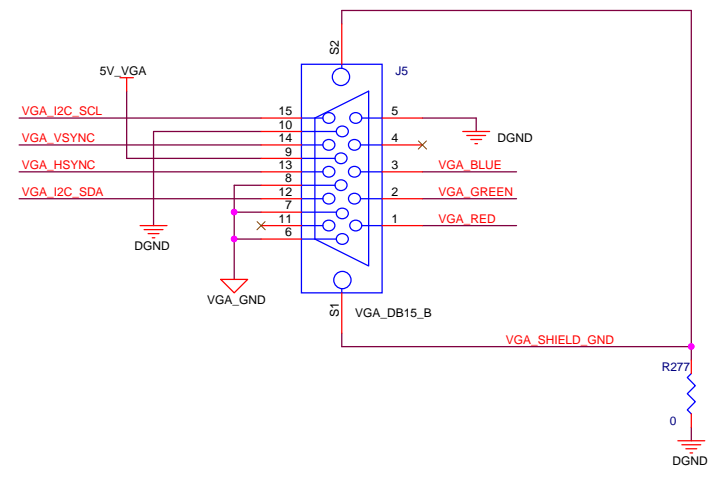 S2
5V_VGA
J5
VGA_I2C_SCL
15
5
10
DGND
VGA_VSYNC
14
4
9
VGA_HSYNC
13
3
VGA_BLUE
8
VGA_I2C_SDA
12
2
VGA_GREEN
7
11
1
VGA_RED
6
DGND
VGA_GND
S1
VGA_DB15_B
VGA_SHIELD_GND
R277
0
DGND